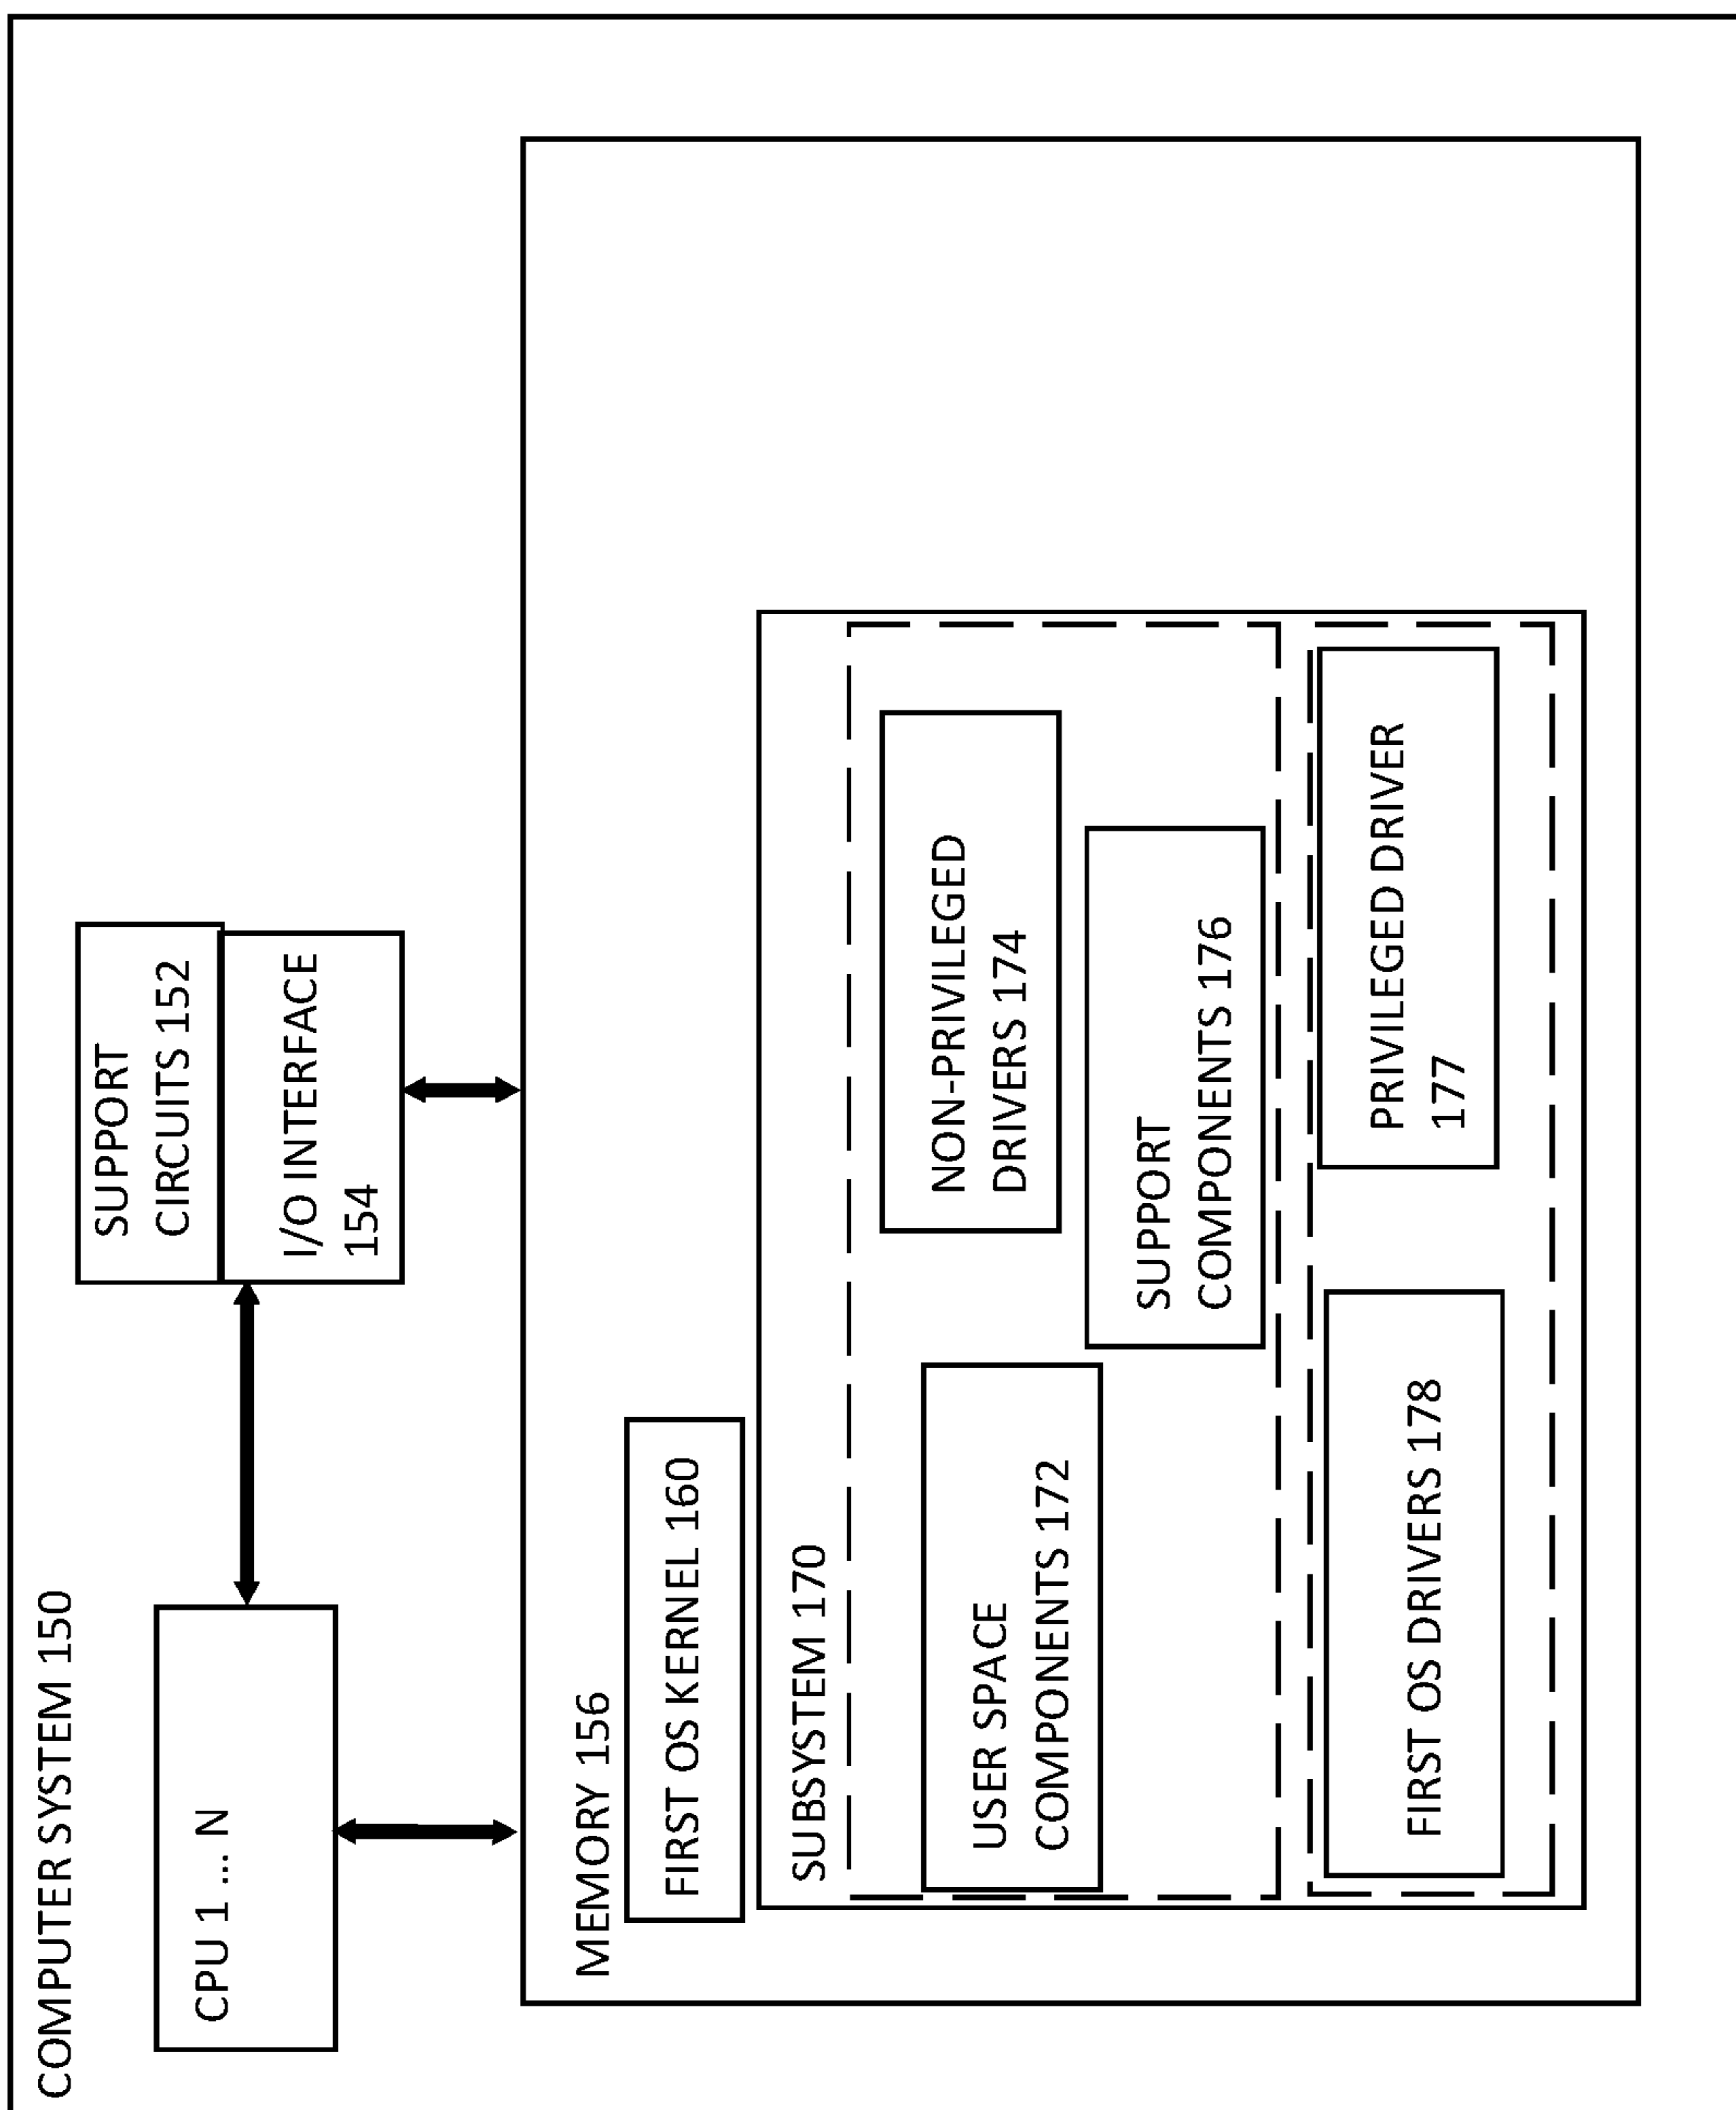 COMPUTER SYSTEM 150
CPU 1 ... N
SUPPORT
CIRCUITS 152
I/O INTERFACE
154
MEMORY 156
FIRST OS KERNEL 160
SUBSYSTEM 170
USER SPACE
COMPONENTS 172
NON-PRIVILEGED
DRIVERS 174
SUPPORT
COMPONENTS 176
FIRST OS DRIVERS 178
PRIVILEGED DRIVER
177